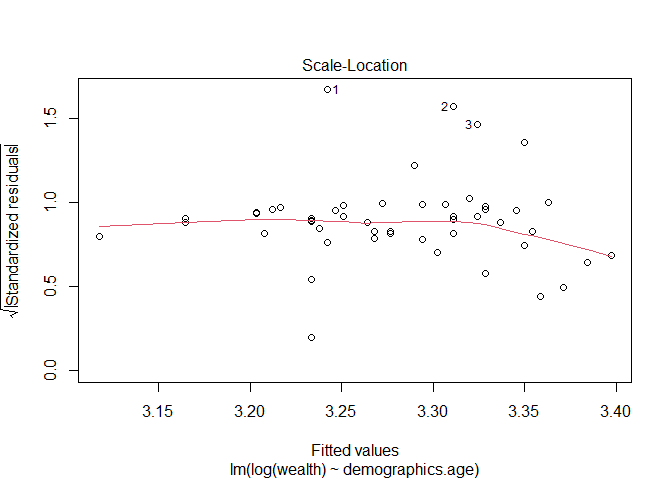 Scale-Location
√|Standardized residuals|
0.0 0.5 1.0 1.5
1
2
3
3.15 3.20 3.25 3.30 3.35 3.40
Fitted values
lm(log(wealth) ~ demographics.age)